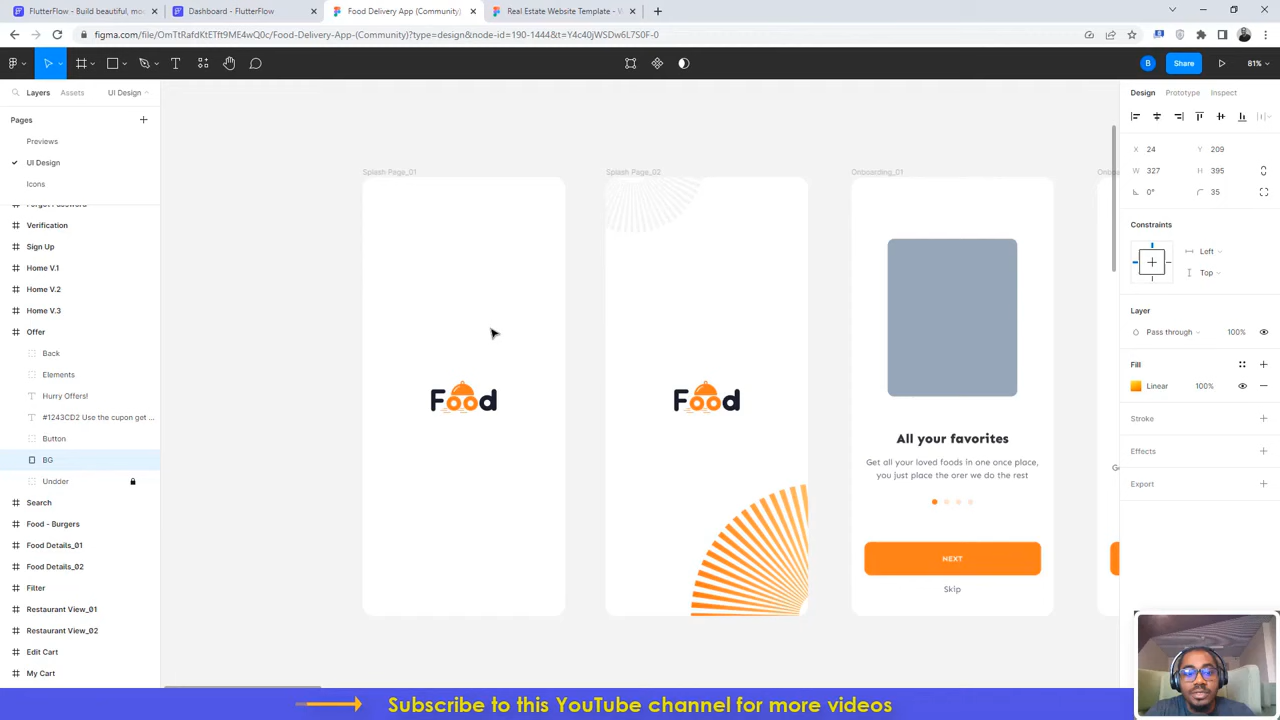 FlutterFlow - Build beautiful, mod
Dashboard - FlutterFlow
Food Delivery App (Community)
Real Estate Website Template - W
figma.com/file/OmTtRafdKtETft9ME4wQ0c/Food-Delivery-App-(Community)?type=design&node-id=190-1444&t=Y4c40jWSDw6L7S0F-0
B
Share
81%
Layers
Assets
UI Design
Pages
Previews
UI Design
Icons
Forgot Password
Verification
Sign Up
Home V.1
Home V.2
Home V.3
Offer
Back
Elements
Hurry Offers!
#1243CD2 Use the cupon get ...
Button
BG
Undder
Search
Food - Burgers
Food Details_01
Food Details_02
Filter
Restaurant View_01
Restaurant View_02
Edit Cart
My Cart
Splash Page_01
Food
Splash Page_02
Food
Onboarding_01
All your favorites
Get all your loved foods in one once place,
you just place the orer we do the rest
NEXT
Skip
Design
Prototype
Inspect
X 24
Y 209
W 327
H 395
0°
35
Constraints
Left
Top
Layer
Pass through
100%
Fill
Linear
100%
Stroke
Effects
Export
Subscribe to this YouTube channel for more videos